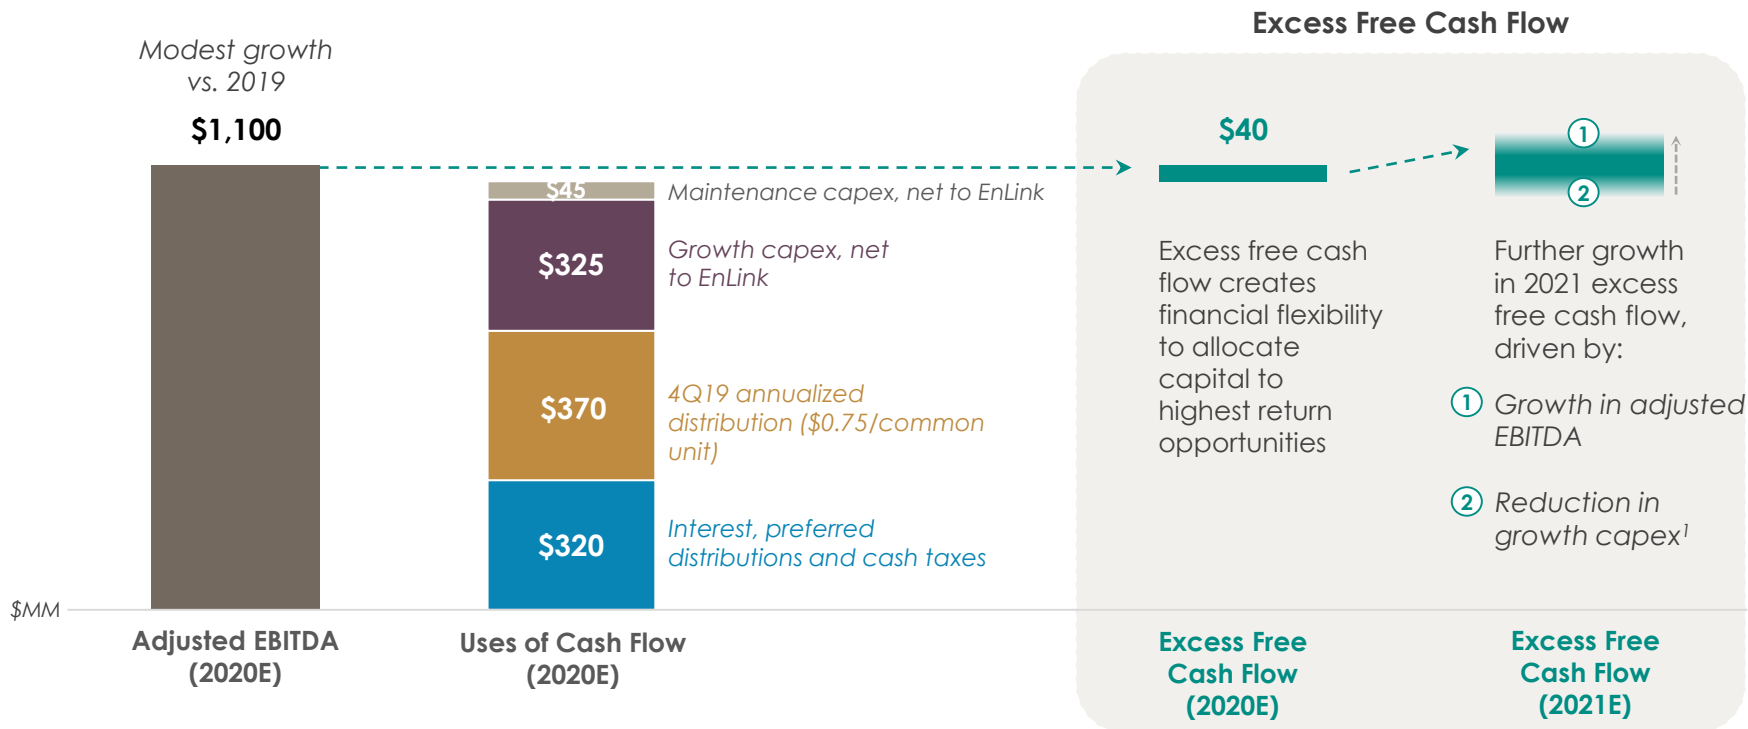 Excess Free Cash Flow
Modest growth
vs. 2019
$1,100
$45
Maintenance capex, net to EnLink
$325
Growth capex, net
to EnLink
$370
4Q19 annualized
distribution ($0.75/common
unit)
$320
Interest, preferred
distributions and cash taxes
$40
Excess free cash
flow creates
financial flexibility
to allocate
capital to
highest return
opportunities
1
2
Further growth
in 2021 excess
free cash flow,
driven by:
1 Growth in adjusted
EBITDA
2 Reduction in
growth capex¹
$MM
Adjusted EBITDA
(2020E)
Uses of Cash Flow
(2020E)
Excess Free
Cash Flow
(2020E)
Excess Free
Cash Flow
(2021E)